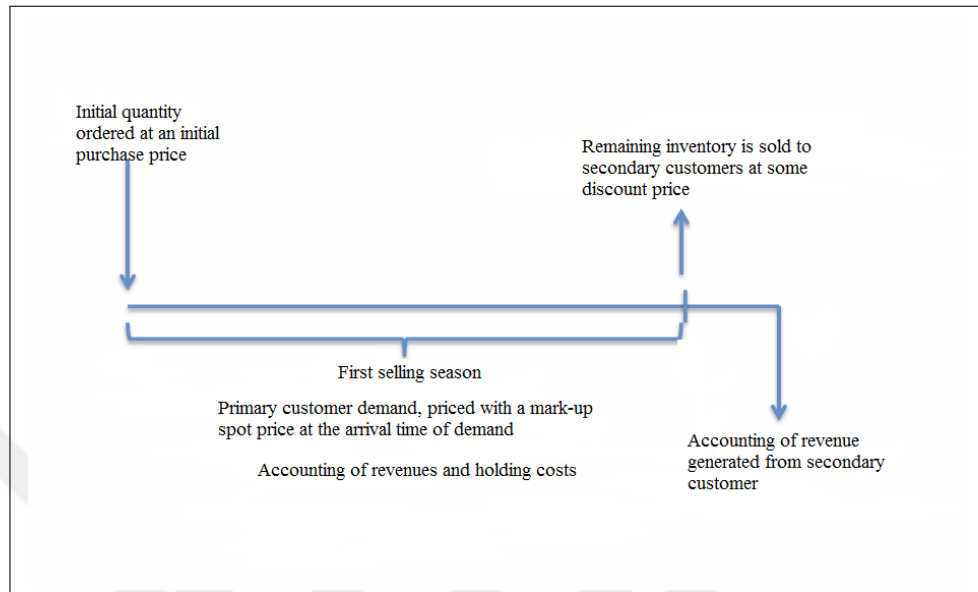 Initial quantity
ordered at an initial
purchase price
Remaining inventory is sold to
secondary customers at some
discount price
First selling season
Primary customer demand, priced with a mark-up
spot price at the arrival time of demand
Accounting of revenues and holding costs
Accounting of revenue
generated from secondary
customer